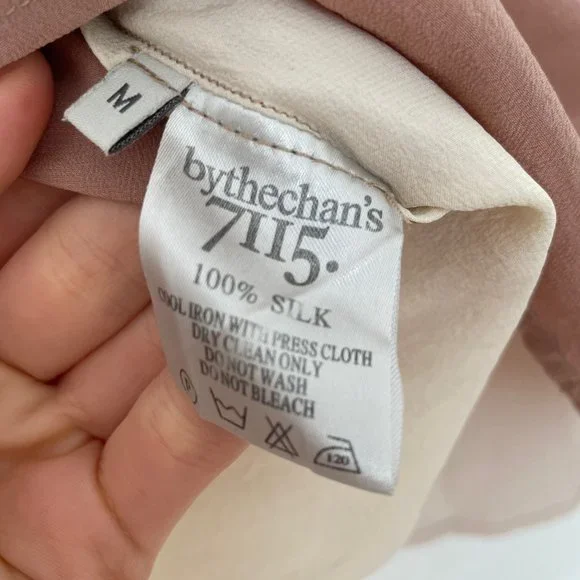 M
bythechan's
7115.
100% SILK
COOL IRON WITH PRESS CLOTH
DRY CLEAN ONLY
DO NOT WASH
DO NOT BLEACH
P
120